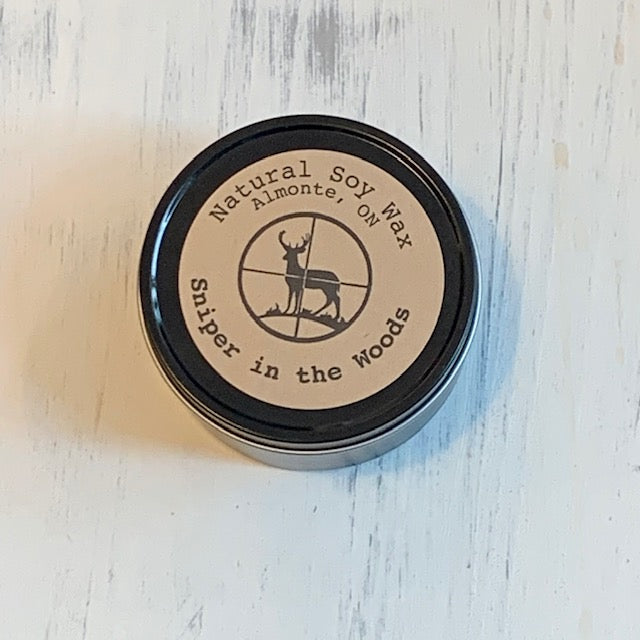 Natural Soy Wax
Almonte, ON
Sniper in the Woods